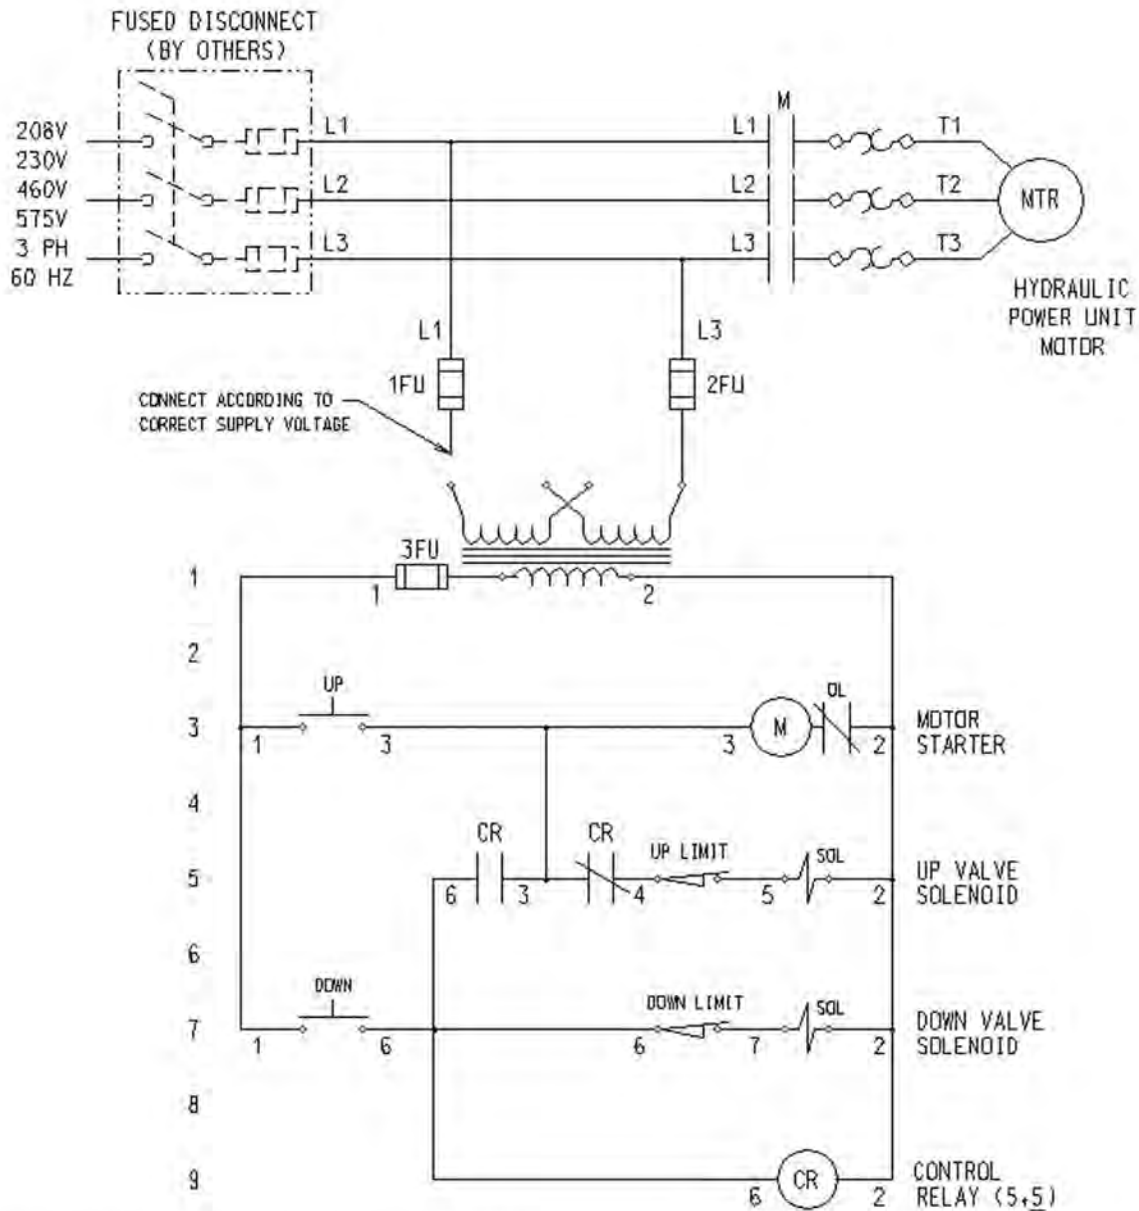 FUSED DISCONNECT
(BY OTHERS)
208V
230V
460V
575V
3 PH
60 HZ
L1
L2
L3
M
L1
L2
L3
T1
T2
T3
MTR
HYDRAULIC
POWER UNIT
MOTOR
L1
L3
1FU
2FU
CONNECT ACCORDING TO
CORRECT SUPPLY VOLTAGE
3FU
1
1
2
2
UP
OL
3
1
3
3
M
2
MOTOR
STARTER
4
CR
CR
UP LIMIT
SOL
5
6
3
4
5
2
UP VALVE
SOLENOID
6
DOWN
DOWN LIMIT
SOL
7
1
6
6
7
2
DOWN VALVE
SOLENOID
8
9
6
CR
2
CONTROL
RELAY (5,5)